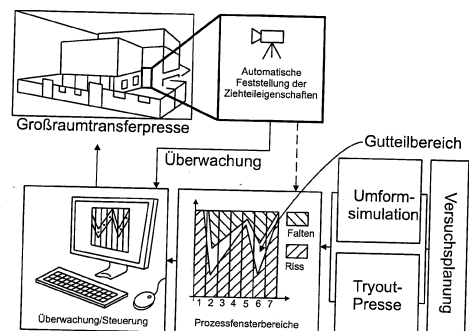 Automatische
Feststellung der
Ziehteileigenschaften
Großraumtransferpresse
Überwachung
Gutteilbereich
Umform-
simulation
Versuchsplanung
Falten
Riss
1 2 3 4 5 6 7
Tryout-
Presse
Überwachung/Steuerung
Prozessfensterbereiche